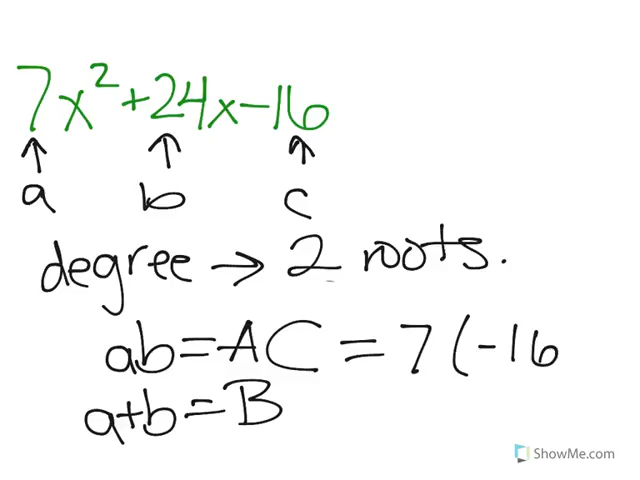 7x²+24x-16
a b c
degree → 2 roots.
ab=AC=7(-16
a+b=B
ShowMe.com